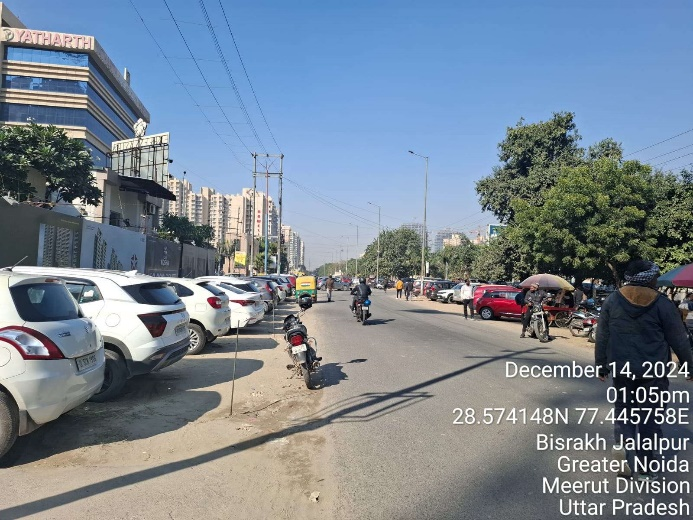 YATHARTH
December 14, 2024
01:05pm
28.574148N 77.445758E
Bisrakh Jalalpur
Greater Noida
Meerut Division
Uttar Pradesh